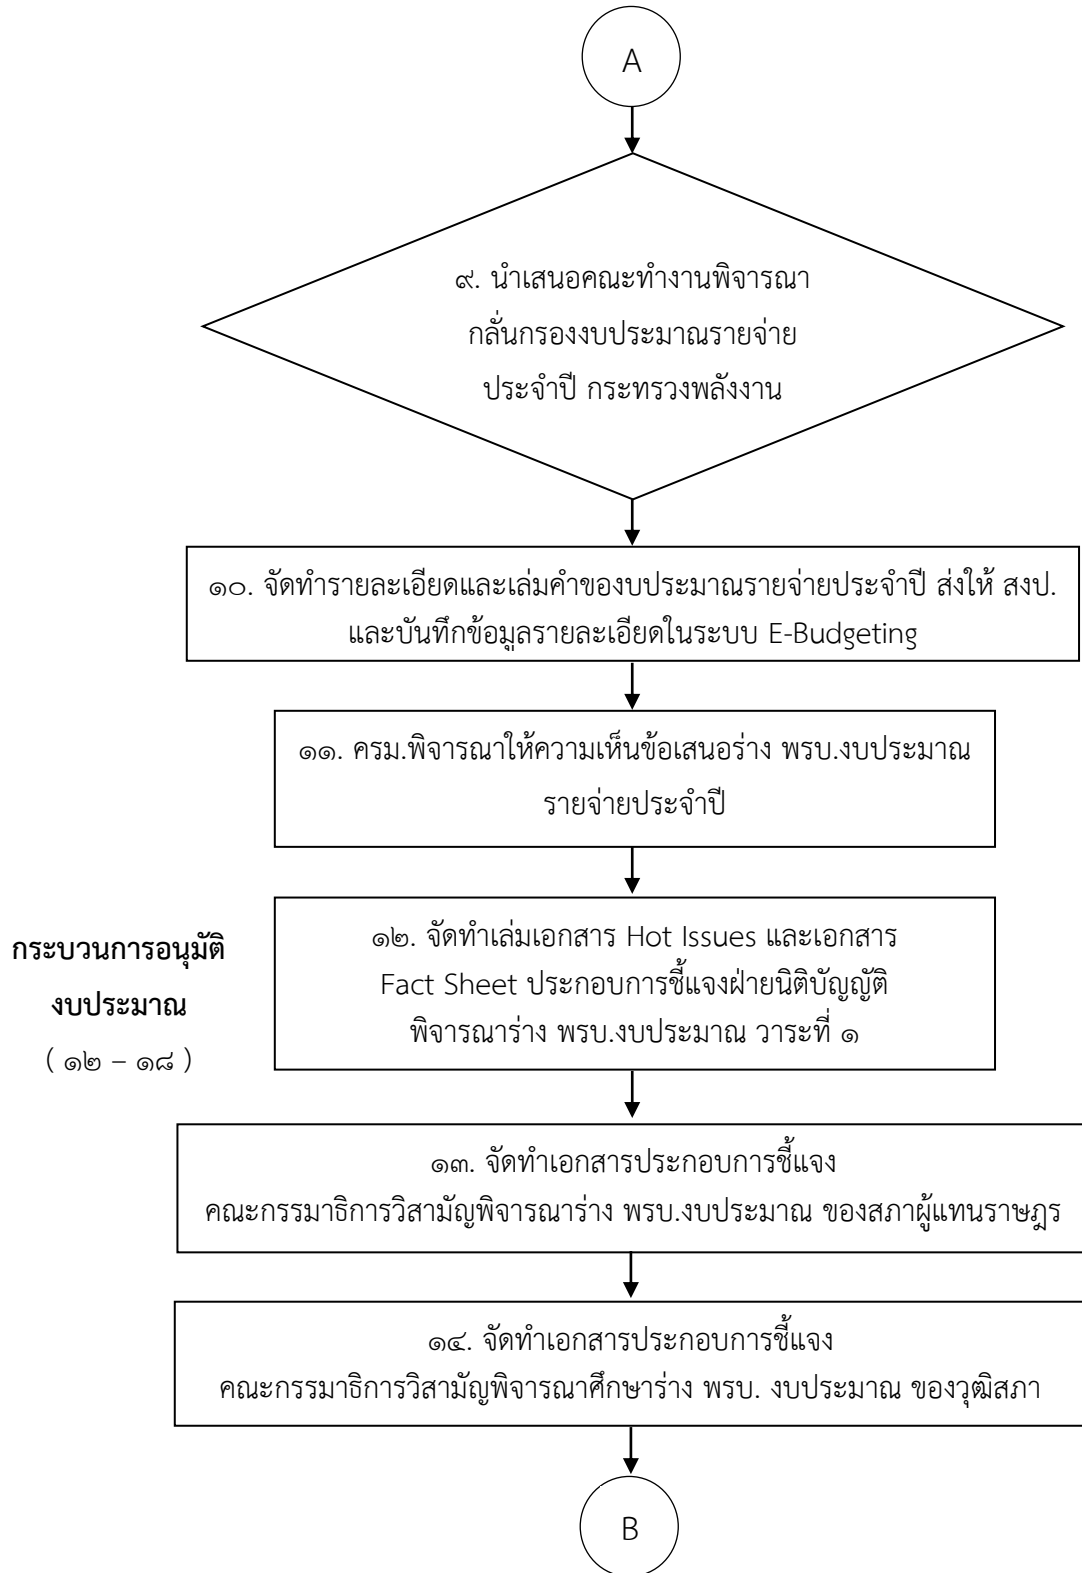 A
๙. นำเสนอคณะทำงานพิจารณา
กลั่นกรองงบประมาณรายจ่าย
ประจำปี กระทรวงพลังงาน
๑๐. จัดทำรายละเอียดและเล่มคำของบประมาณรายจ่ายประจำปี ส่งให้ สงป.
และบันทึกข้อมูลรายละเอียดในระบบ E-Budgeting
๑๑. ครม.พิจารณาให้ความเห็นข้อเสนอร่าง พรบ.งบประมาณ
รายจ่ายประจำปี
กระบวนการอนุมัติ
งบประมาณ
( ๑๒ – ๑๘ )
๑๒. จัดทำเล่มเอกสาร Hot Issues และเอกสาร
Fact Sheet ประกอบการชี้แจงฝ่ายนิติบัญญัติ
พิจารณาร่าง พรบ.งบประมาณ วาระที่ ๑
๑๓. จัดทำเอกสารประกอบการชี้แจง
คณะกรรมาธิการวิสามัญพิจารณาร่าง พรบ.งบประมาณ ของสภาผู้แทนราษฎร
๑๔. จัดทำเอกสารประกอบการชี้แจง
คณะกรรมาธิการวิสามัญพิจารณาศึกษาร่าง พรบ. งบประมาณ ของวุฒิสภา
B